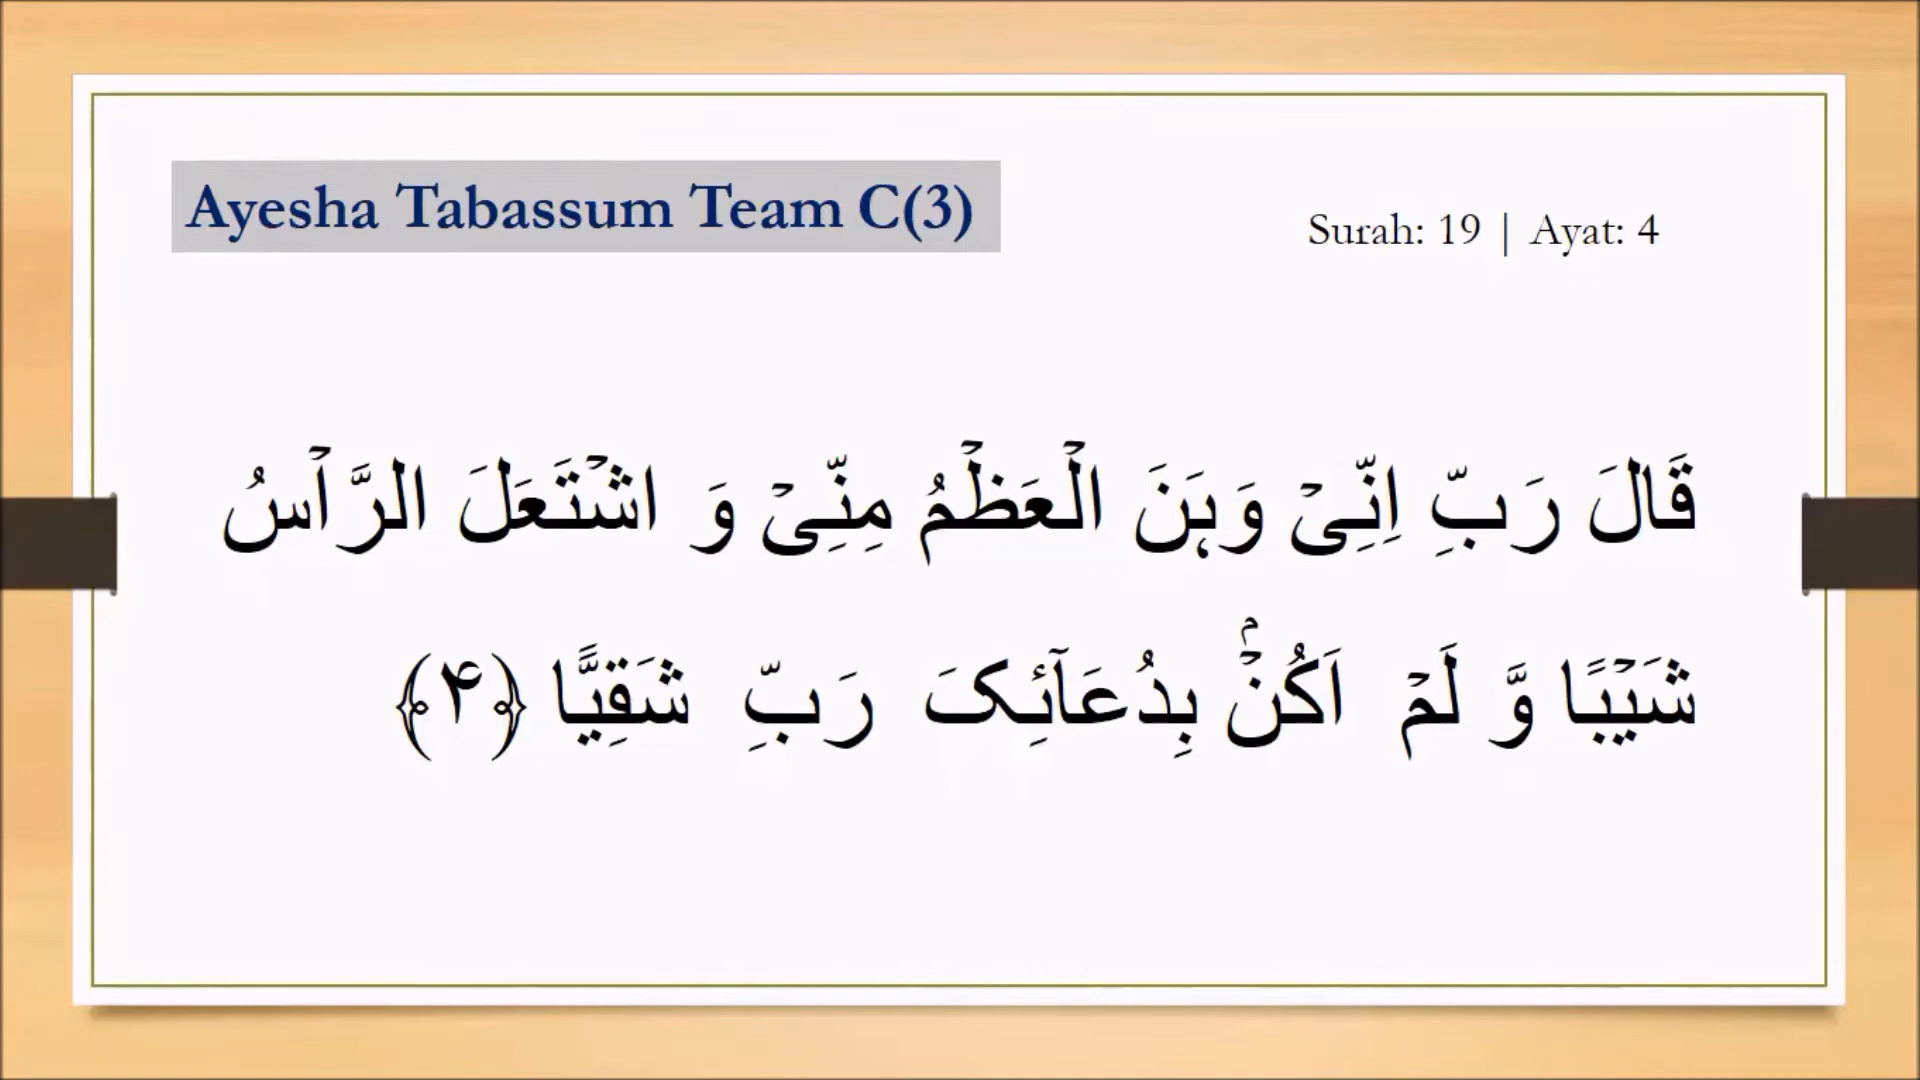 Ayesha Tabassum Team C(3)
Surah: 19 | Ayat: 4
قَالَ رَبِّ اِنِّیۡ وَہَنَ الۡعَظۡمُ مِنِّیۡ وَ اشۡتَعَلَ الرَّاۡسُ
شَیۡبًا وَّ لَمۡ اَکُنۡۢ بِدُعَآئِکَ رَبِّ شَقِیًّا ﴿۴﴾